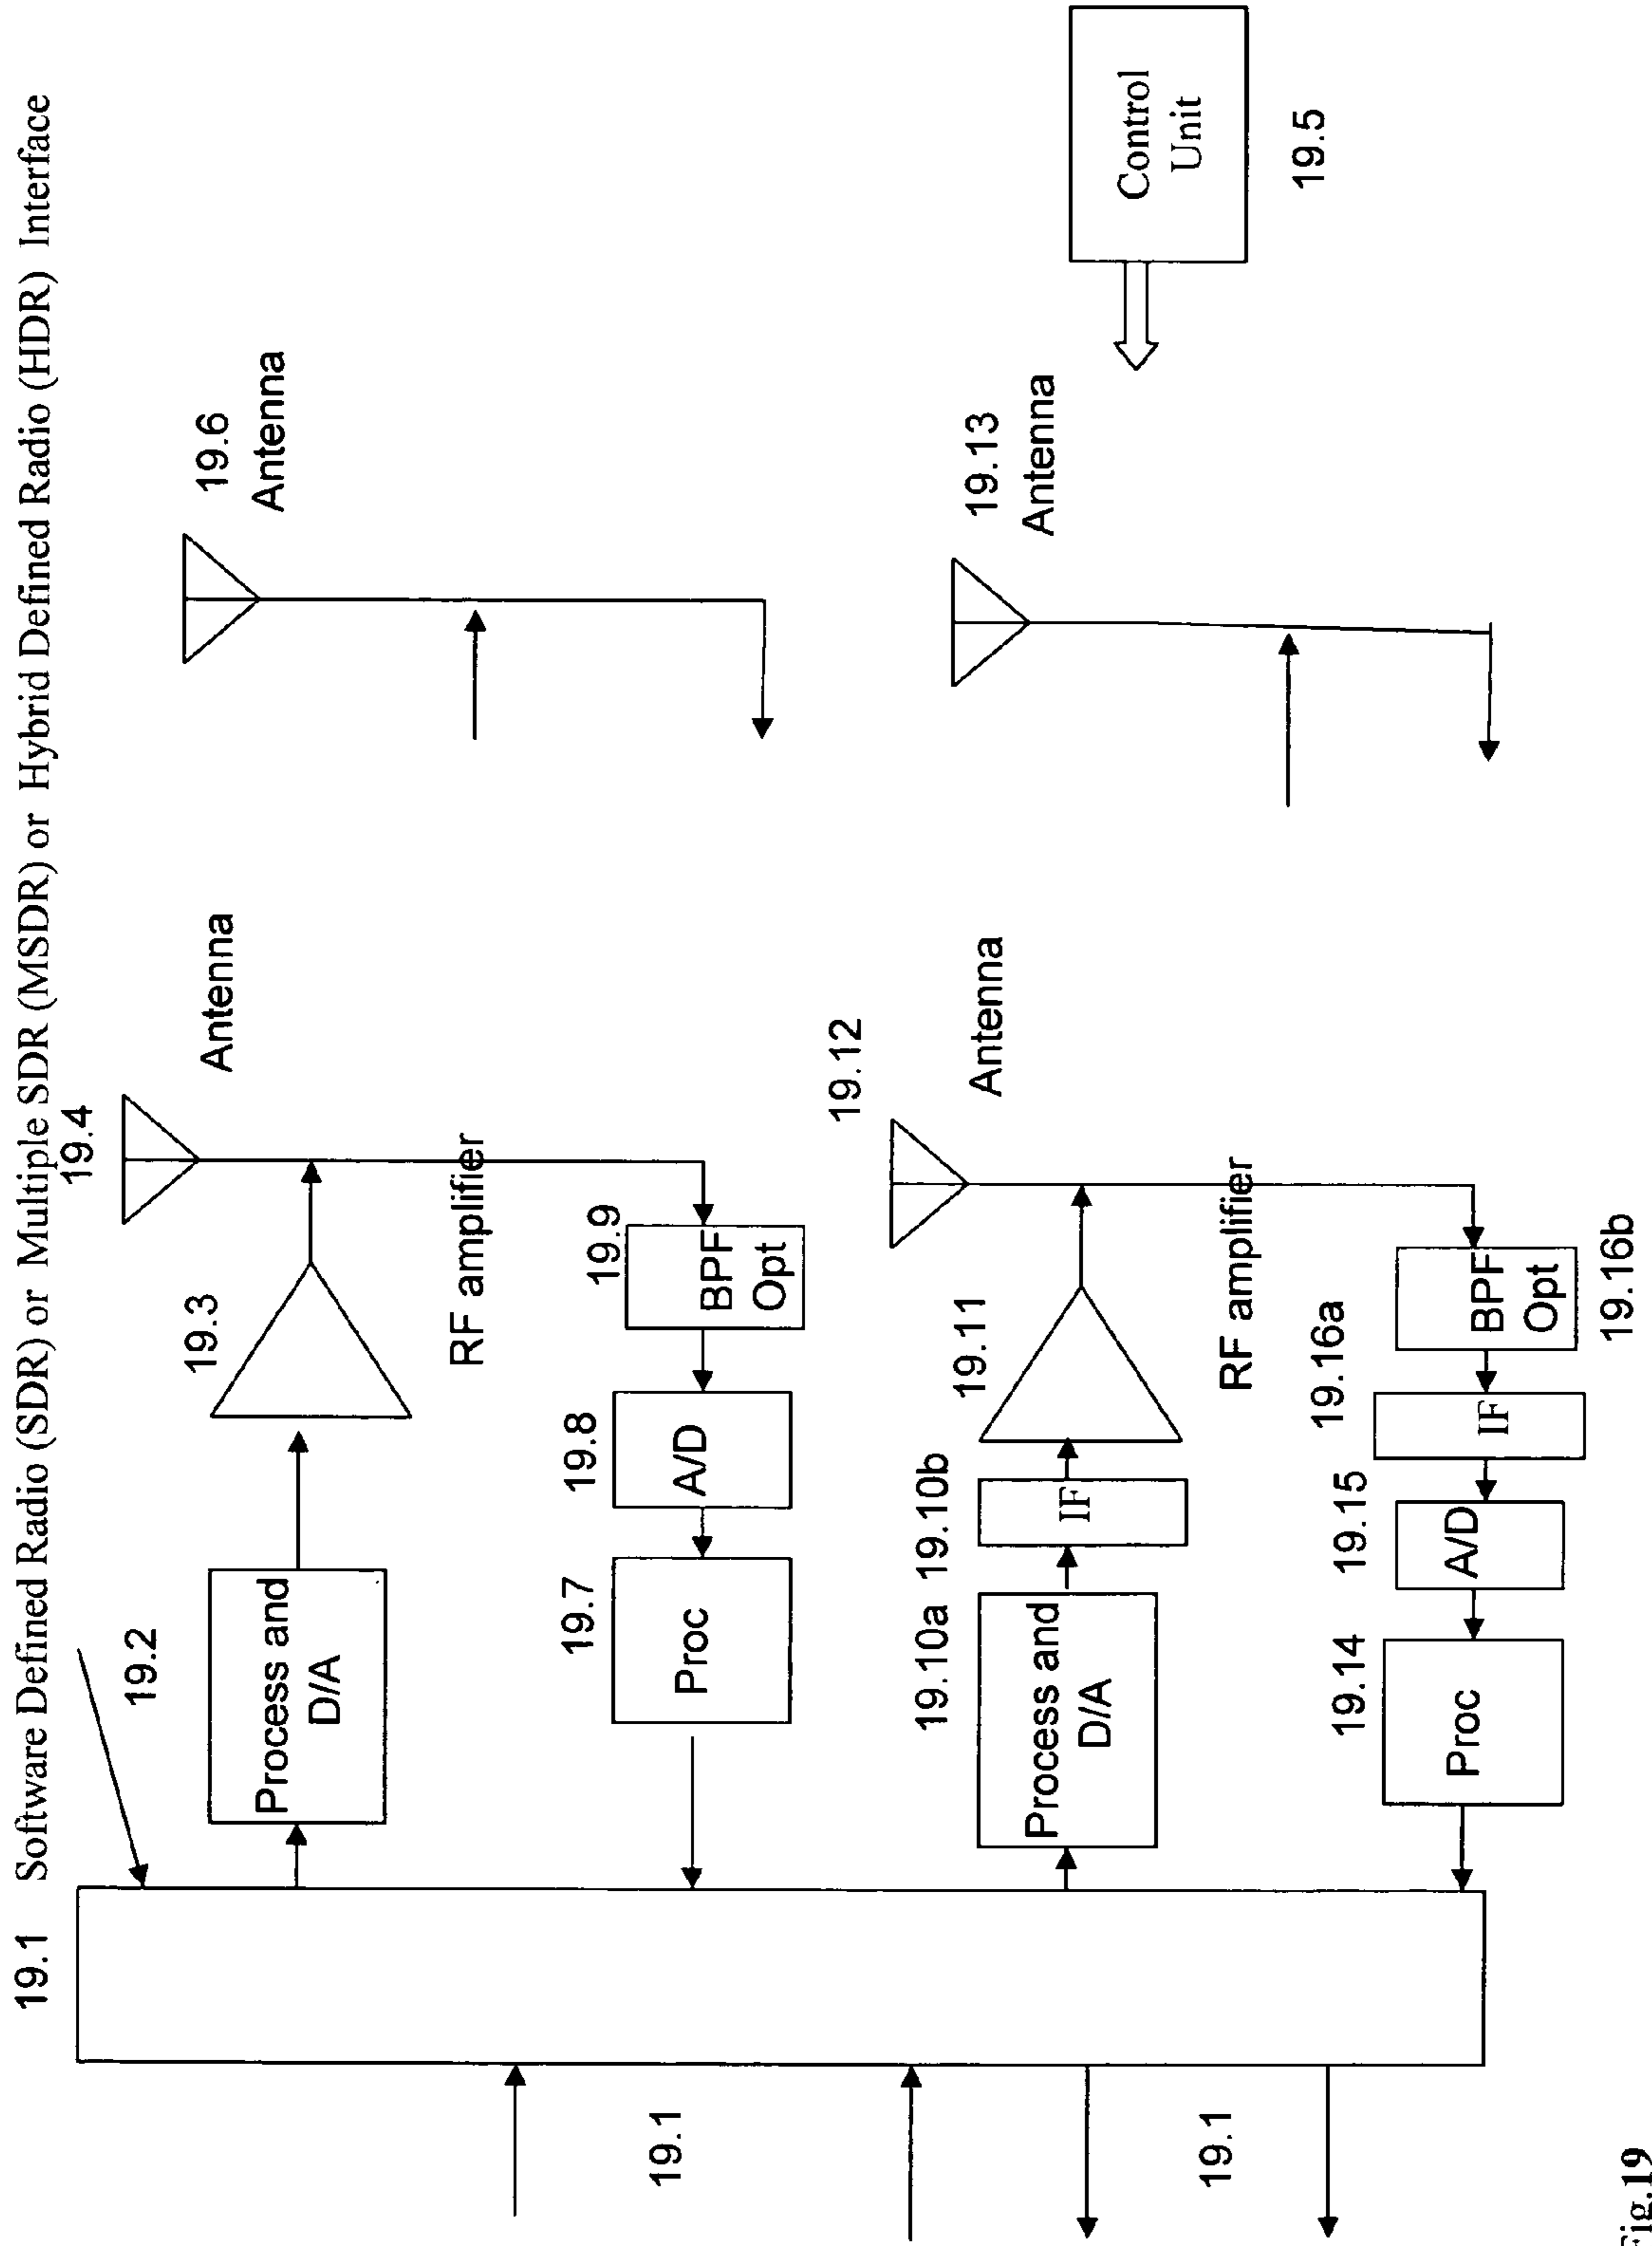 19.1 Software Defined Radio (SDR) or Multiple SDR (MSDR) or Hybrid Defined Radio (HDR) Interface
19.4
Antenna
19.6
Antenna
19.2
19.3
Process and
D/A
RF amplifier
19.7
19.8
19.9
Proc
A/D
BPF
Opt
19.1
19.12
Antenna
19.13
Antenna
19.10a
19.10b
19.11
Process and
D/A
IF
RF amplifier
Control
Unit
19.5
19.14
19.15
19.16a
Proc
A/D
IF
BPF
Opt
19.16b
19.1
Fig.19